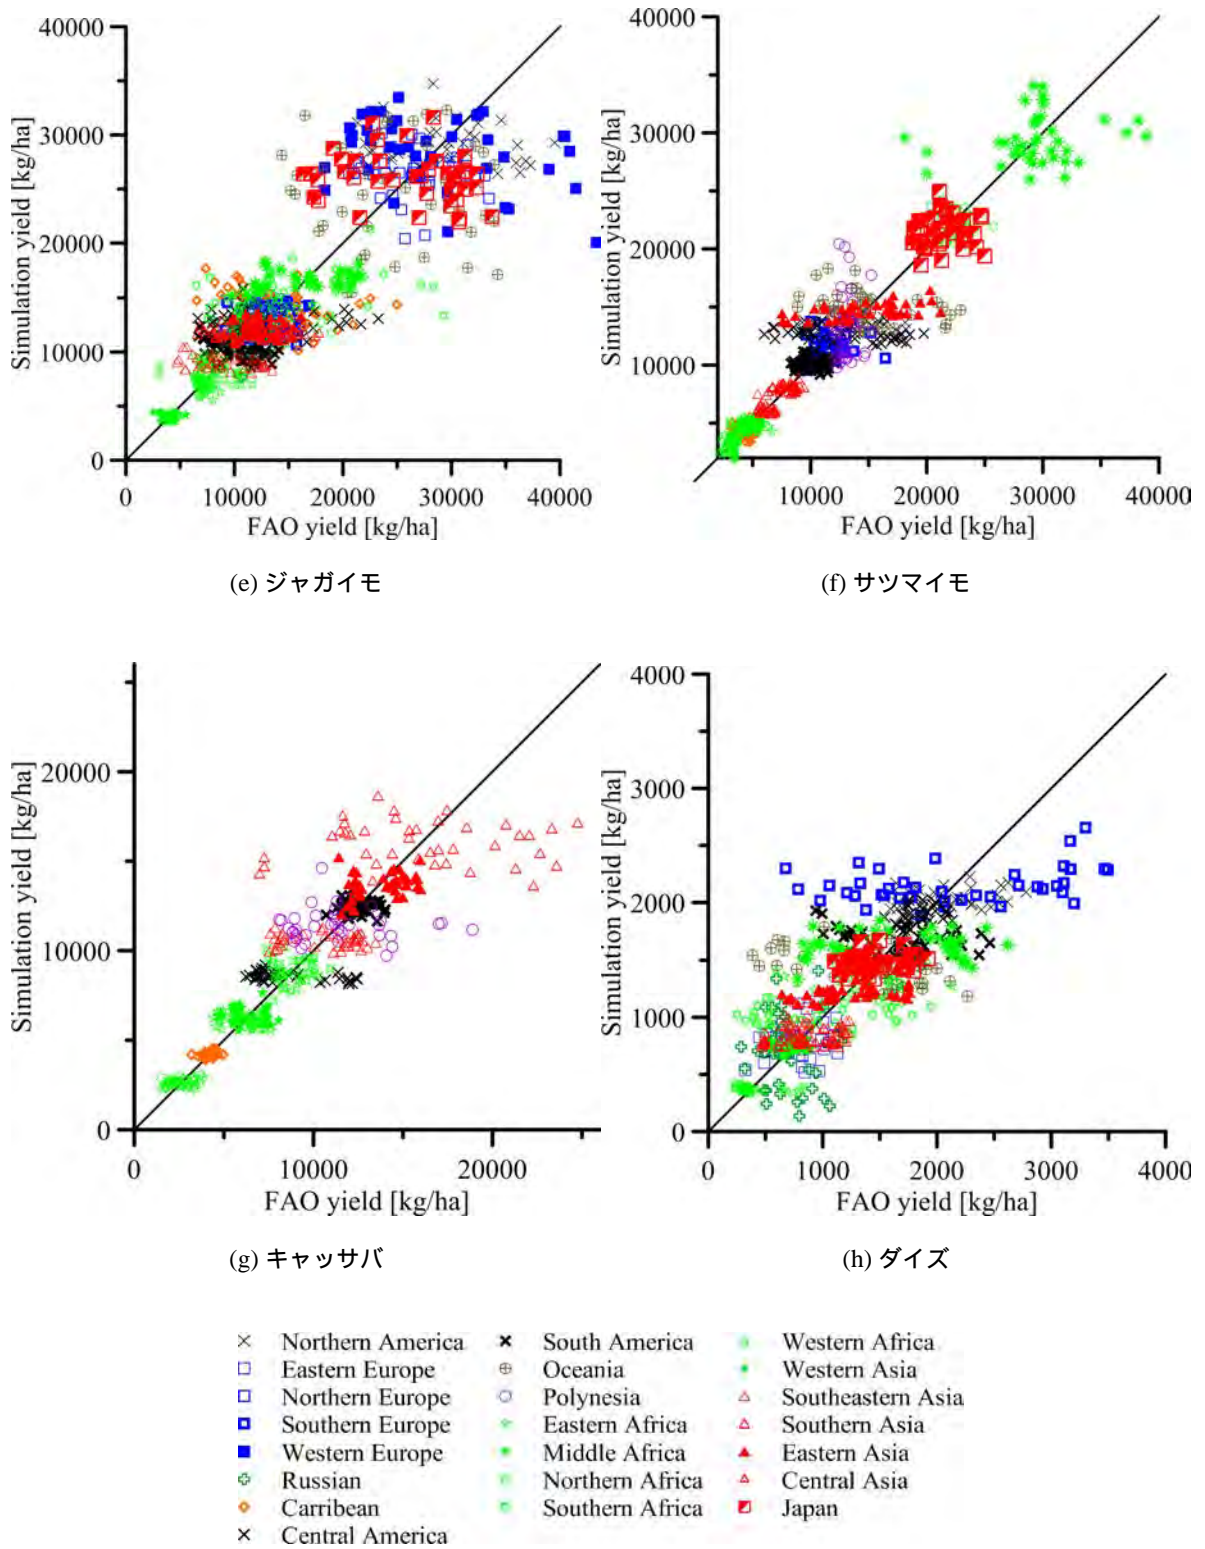 40000
30000
20000
10000
0
Simulation yield [kg/ha]
0 10000 20000 30000 40000
FAO yield [kg/ha]
(e) ジャガイモ
40000
30000
20000
10000
Simulation yield [kg/ha]
10000 20000 30000 40000
FAO yield [kg/ha]
(f) サツマイモ
20000
10000
0
Simulation yield [kg/ha]
0 10000 20000
FAO yield [kg/ha]
(g) キャッサバ
4000
3000
2000
1000
0
Simulation yield [kg/ha]
0 1000 2000 3000 4000
FAO yield [kg/ha]
(h) ダイズ
Northern America
Eastern Europe
Northern Europe
Southern Europe
Western Europe
Russian
Carribean
Central America
South America
Oceania
Polynesia
Eastern Africa
Middle Africa
Northern Africa
Southern Africa
Western Africa
Western Asia
Southeastern Asia
Southern Asia
Eastern Asia
Central Asia
Japan